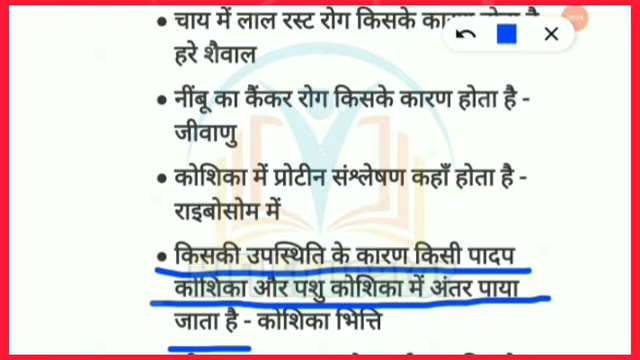 • चाय में लाल रस्ट रोग किसके
हरे शैवाल
• नींबू का कैंकर रोग किसके कारण होता है -
जीवाणु
• कोशिका में प्रोटीन संश्लेषण कहाँ होता है -
राइबोसोम में
• किसकी उपस्थिति के कारण किसी पादप
कोशिका और पशु कोशिका में अंतर पाया
जाता है - कोशिका भित्ति